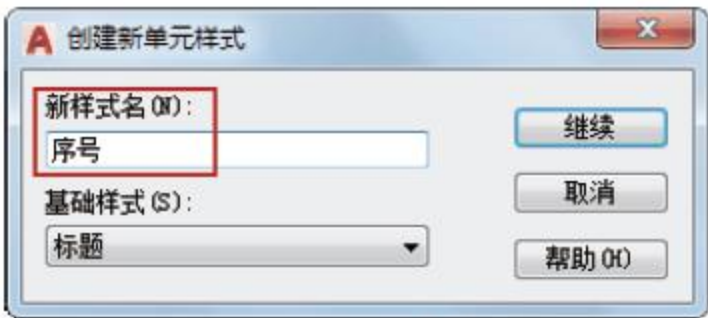 创建新单元样式
新样式名(N):
序号
继续
基础样式(S):
取消
标题
帮助(H)